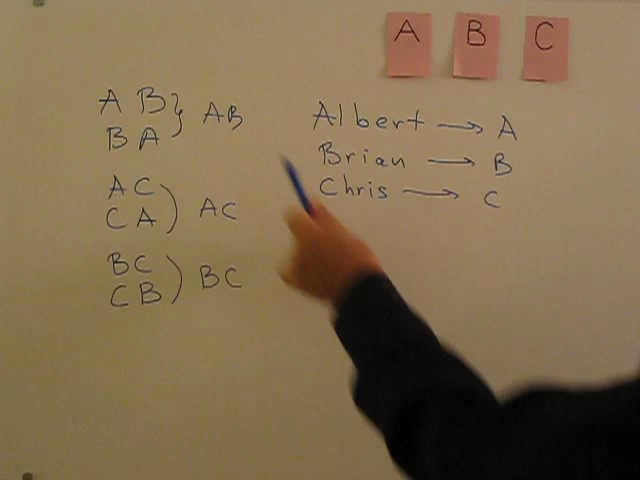 A B C
A B } AB
B A
A C ) AC
C A
B C ) BC
C B
Albert → A
Brian → B
Chris → C